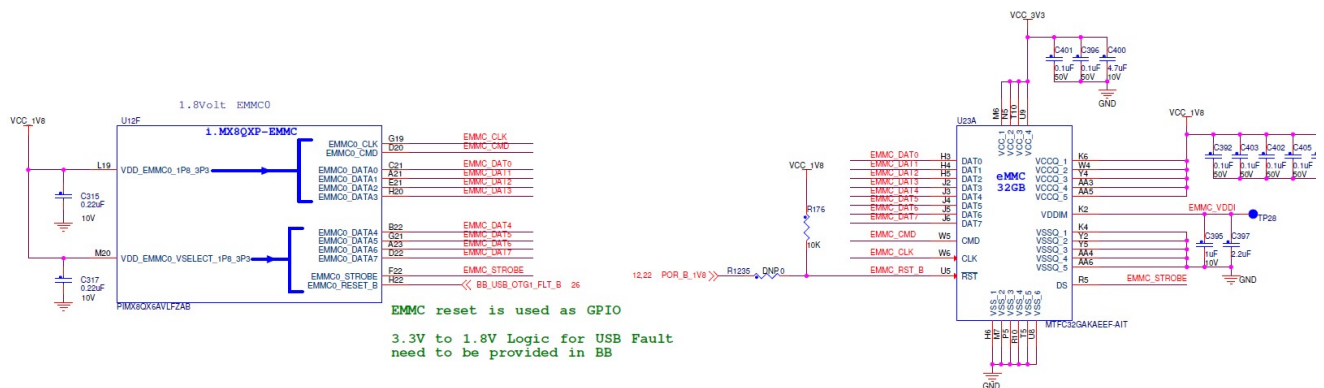 1.8Volt EMMC0
VCC_1V8
U12F
i.MX8QXP-EMMC
L19
VDD_EMMC0_1P8_3P3
C315
0.22uF
10V
M20
VDD_EMMC0_VSELECT_1P8_3P3
C317
0.22uF
10V
PIMX8QX6AVLFZAB
EMMC0_CLK G19 EMMC_CLK
EMMC0_CMD D20 EMMC_CMD
EMMC0_DATA0 C21 EMMC_DAT0
EMMC0_DATA1 A21 EMMC_DAT1
EMMC0_DATA2 E21 EMMC_DAT2
EMMC0_DATA3 H20 EMMC_DAT3
EMMC0_DATA4 B22 EMMC_DAT4
EMMC0_DATA5 G21 EMMC_DAT5
EMMC0_DATA6 A23 EMMC_DAT6
EMMC0_DATA7 D22 EMMC_DAT7
EMMC0_STROBE F22 EMMC_STROBE
EMMC0_RESET_B H22 BB_USB_OTG1_FLT_B 26
EMMC reset is used as GPIO
3.3V to 1.8V Logic for USB Fault
need to be provided in BB
VCC_3V3
C401
0.1uF
50V
C396
0.1uF
50V
C400
4.7uF
10V
GND
M6
N5
T10
U9
VCC_1
VCC_2
VCC_3
VCC_4
U23A
eMMC
32GB
VCC_1V8
R176
10K
12,22 POR_B_1V8
R1235 DNP 0
EMMC_DAT0 H3 DAT0
EMMC_DAT1 H4 DAT1
EMMC_DAT2 H5 DAT2
EMMC_DAT3 J2 DAT3
EMMC_DAT4 J3 DAT4
EMMC_DAT5 J4 DAT5
EMMC_DAT6 J5 DAT6
EMMC_DAT7 J6 DAT7
EMMC_CMD W5 CMD
EMMC_CLK W6 CLK
EMMC_RST_B U5 RST
VCCQ_1 K6
VCCQ_2 W4
VCCQ_3 Y4
VCCQ_4 AA3
VCCQ_5 AA5
VDDIM K2 EMMC_VDDI
TP28
VSSQ_1 K4
VSSQ_2 Y2
VSSQ_3 Y5
VSSQ_4 AA4
VSSQ_5 AA6
DS R5 EMMC_STROBE
VCC_1V8
C392
0.1uF
50V
C403
0.1uF
50V
C402
0.1uF
50V
C405
0.1uF
50V
C395
1uF
10V
C397
2.2uF
GND
VSS_1
VSS_2
VSS_3
VSS_4
VSS_5
VSS_6
H6
M7
P5
R10
T5
U8
MTFC32GAKAEEF-AIT
GND
GND
GND